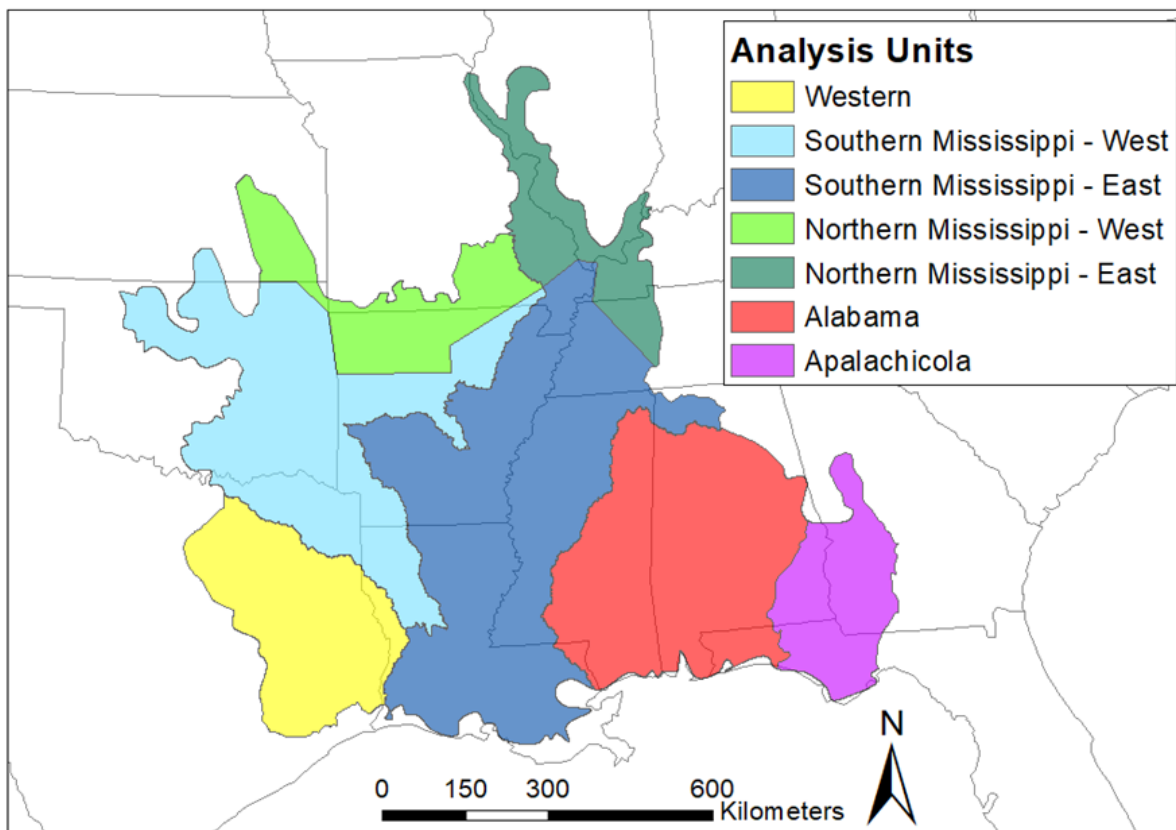 Analysis Units
Western
Southern Mississippi - West
Southern Mississippi - East
Northern Mississippi - West
Northern Mississippi - East
Alabama
Apalachicola
N
0 150 300 600
Kilometers